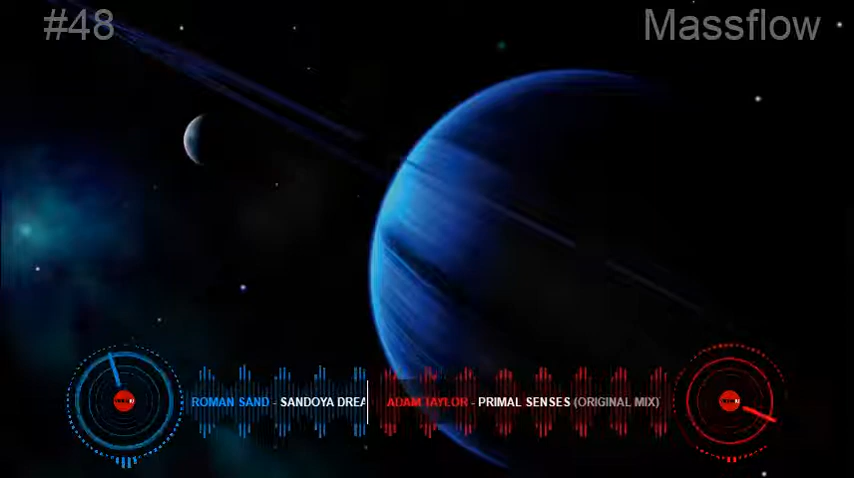 #48
Massflow
ROMAN SAND - SANDOYA DREA
ADAM TAYLOR - PRIMAL SENSES (ORIGINAL MIX)